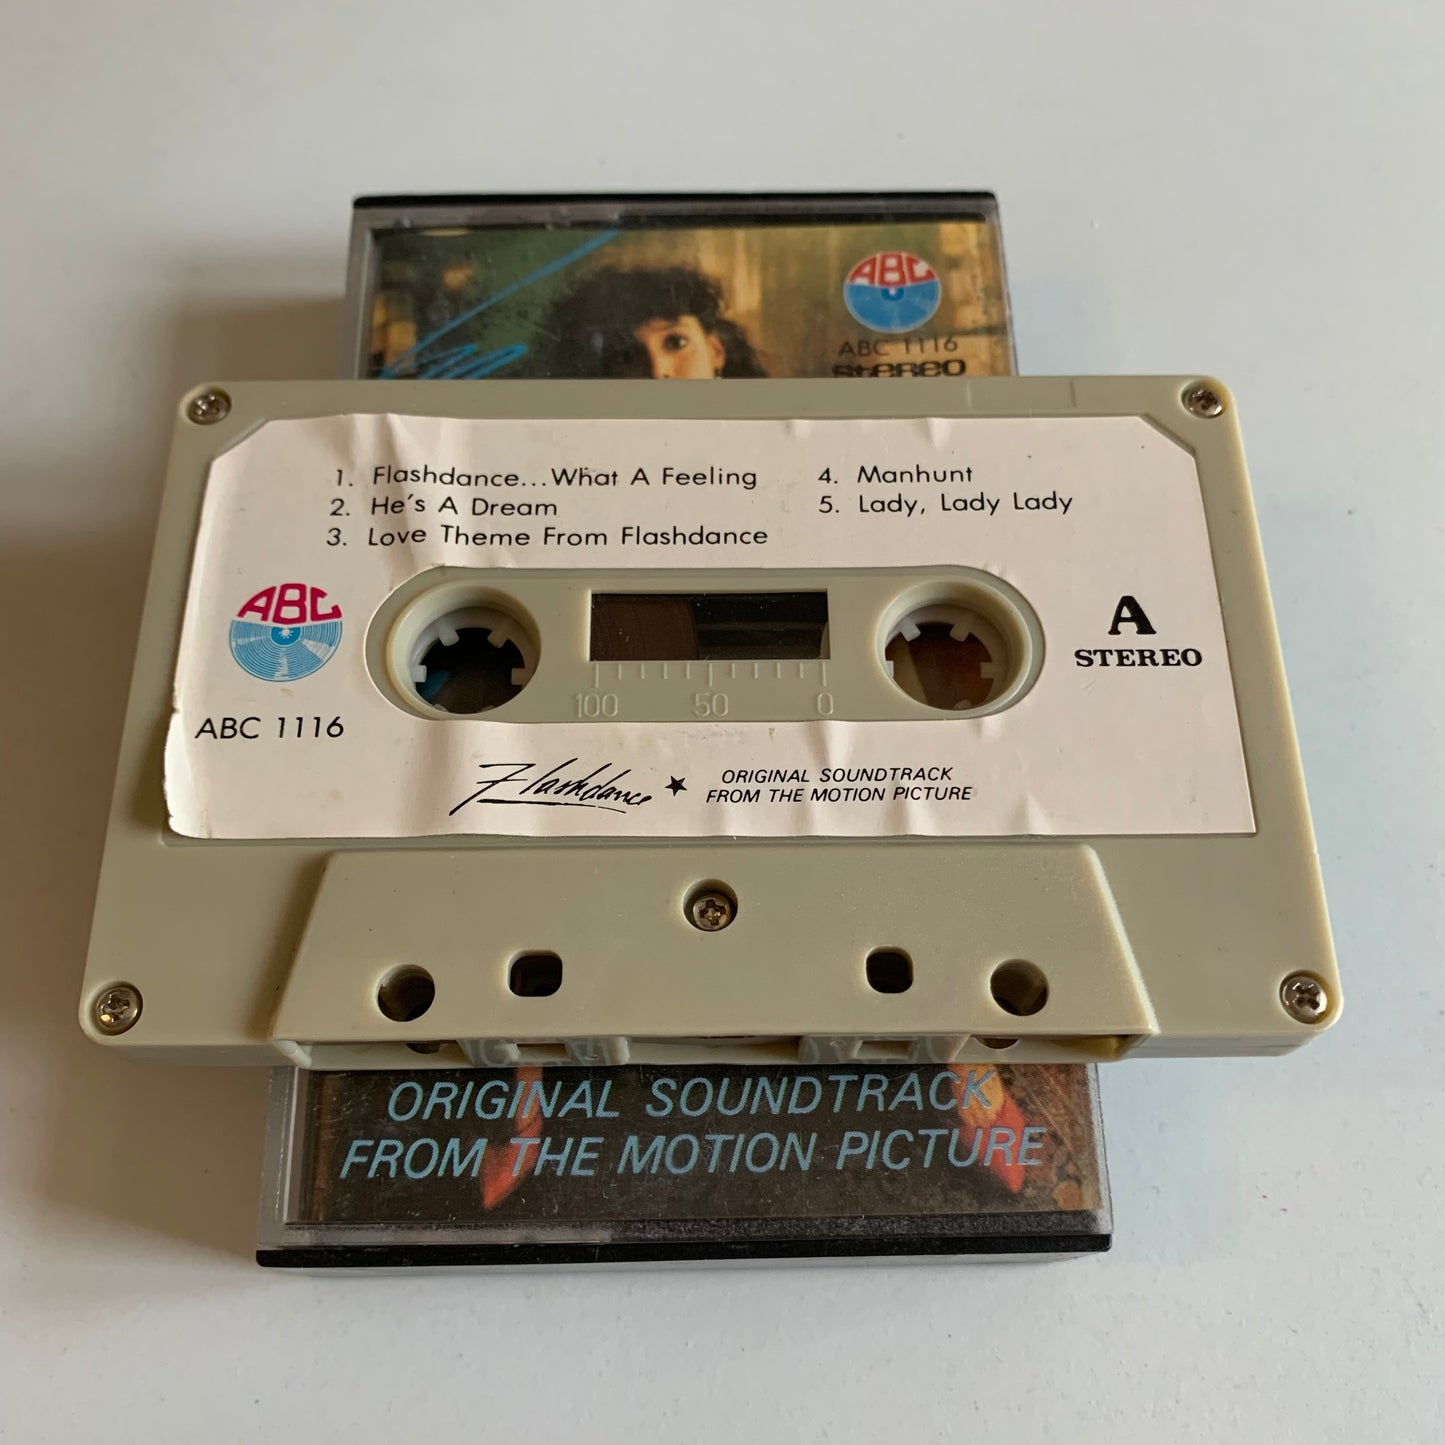 ABC
ABC 1116
STEREO
1. Flashdance...What A Feeling
2. He's A Dream
3. Love Theme From Flashdance
4. Manhunt
5. Lady, Lady Lady
ABC
ABC 1116
A
STEREO
100 50 0
Flashdance ★ ORIGINAL SOUNDTRACK
FROM THE MOTION PICTURE
ORIGINAL SOUNDTRACK
FROM THE MOTION PICTURE